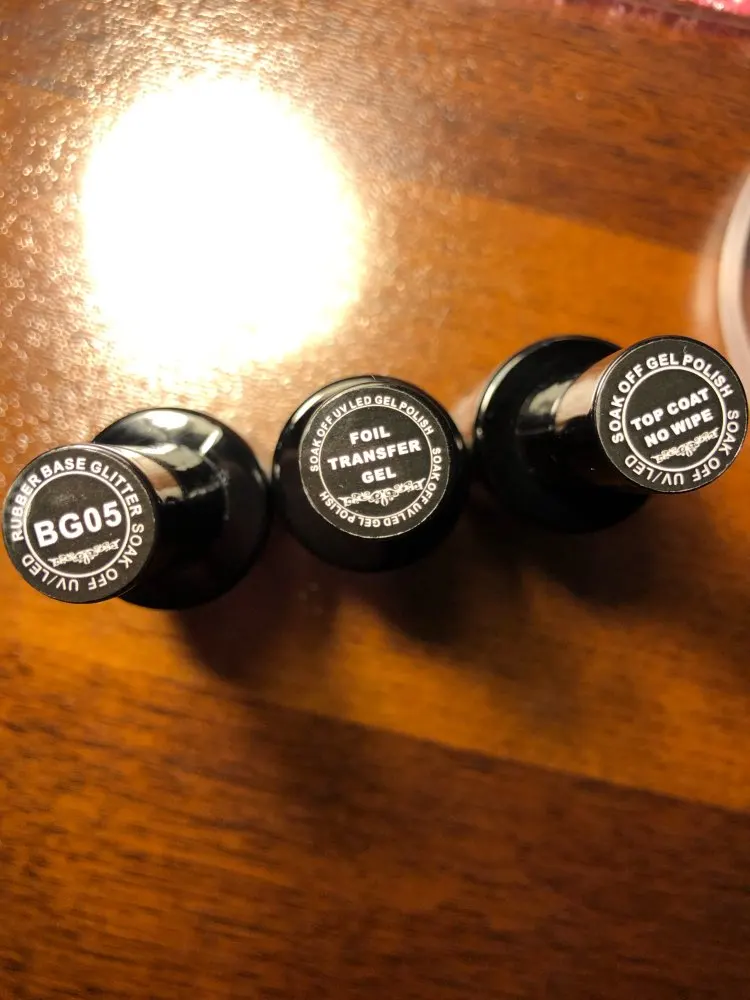 RUBBER BASE GLITTER SOAK OFF UV/LED
BG05
SOAK OFF UV LED GEL POLISH SOAK OFF UV LED GEL POLISH
FOIL
TRANSFER
GEL
SOAK OFF GEL POLISH SOAK OFF UV/LED
TOP COAT
NO WIPE